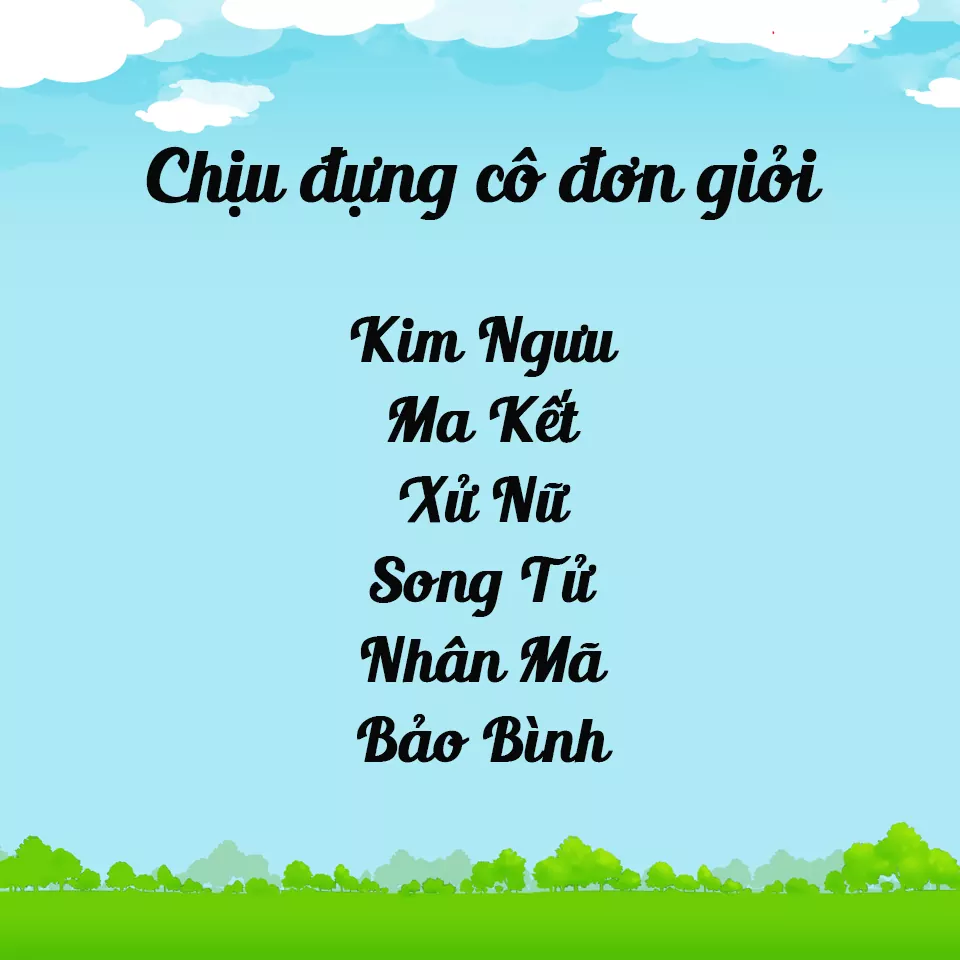 Chịu đựng cô đơn giỏi
Kim Ngưu
Ma Kết
Xử Nữ
Song Tử
Nhân Mã
Bảo Bình